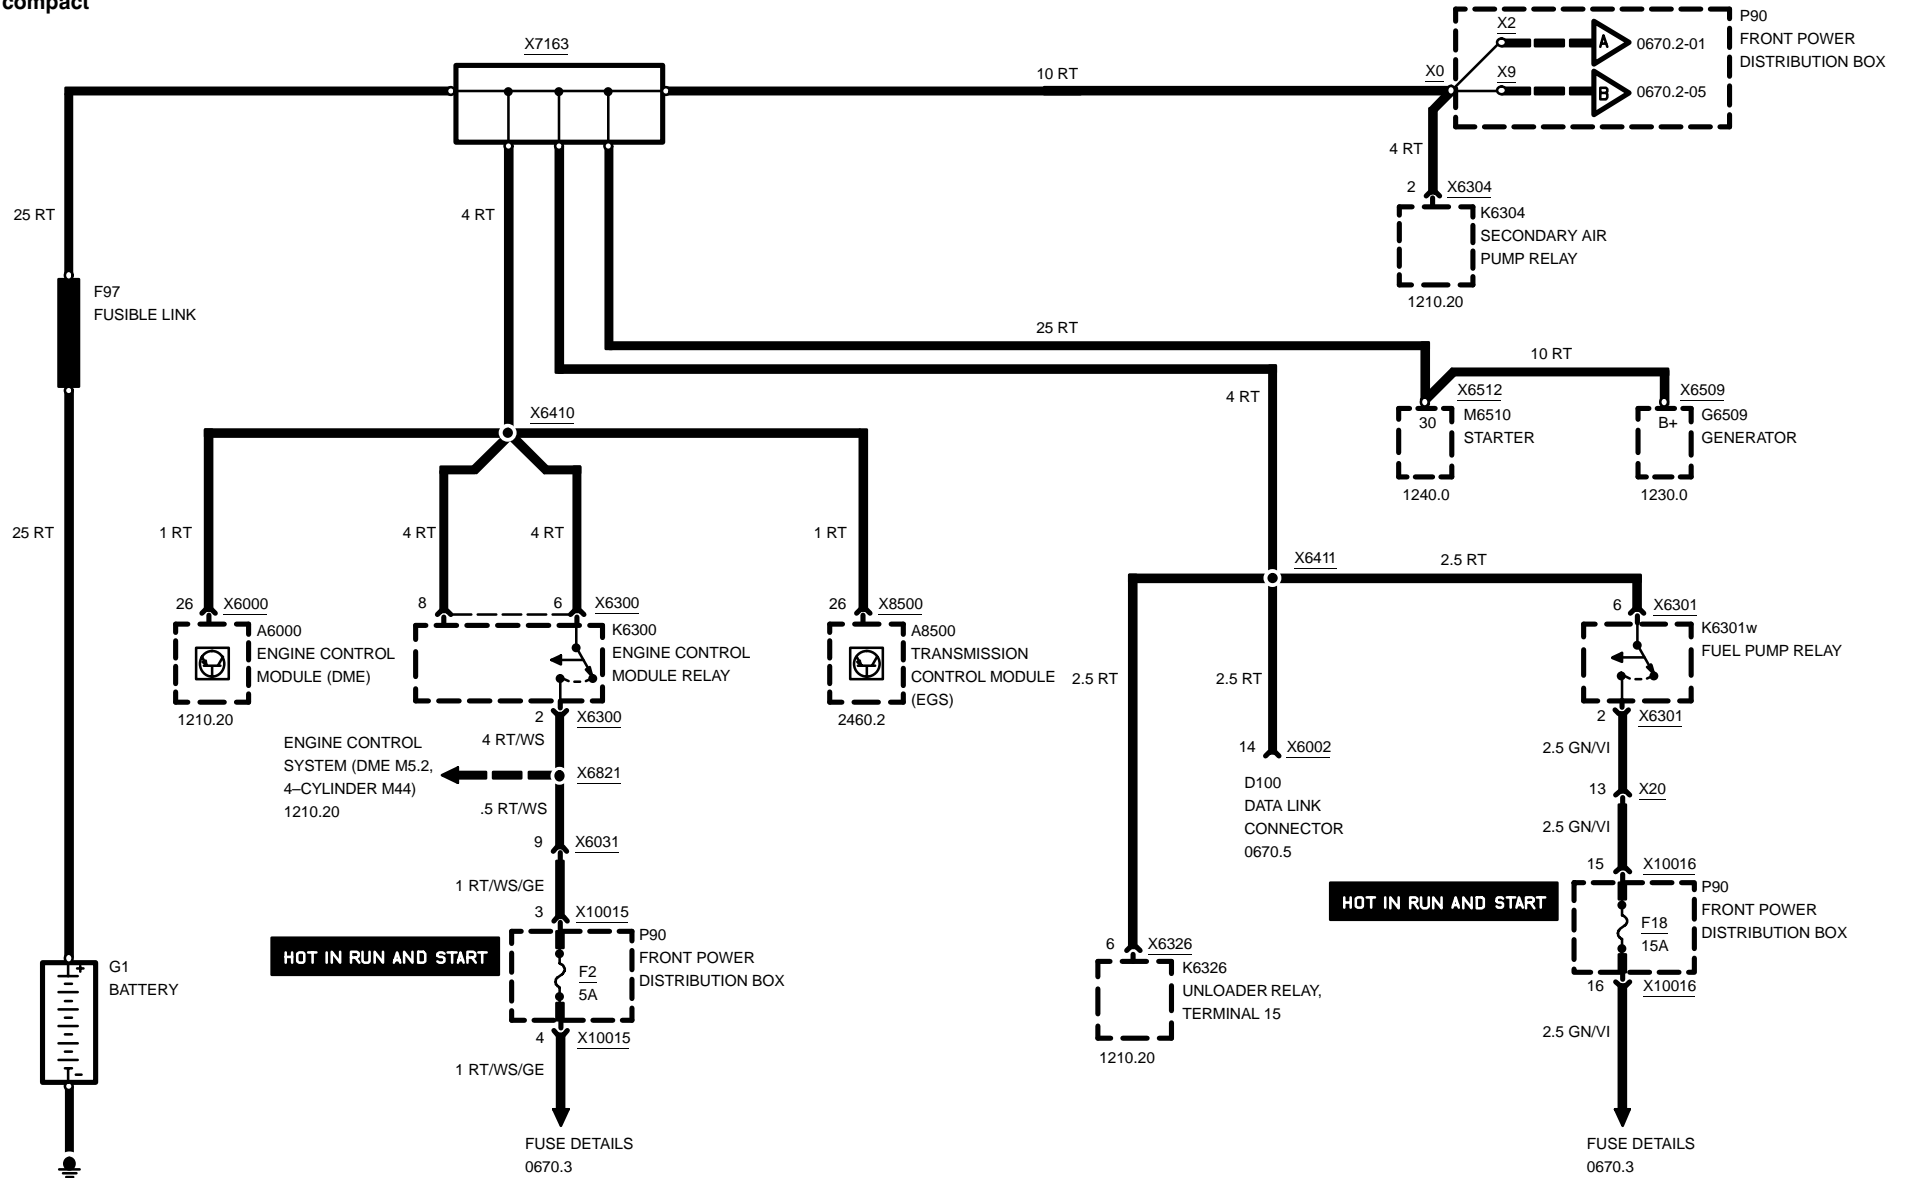 compact
X7163
10 RT
X0
X2
A
0670.2-01
X9
B
0670.2-05
P90
FRONT POWER
DISTRIBUTION BOX
4 RT
2
X6304
K6304
SECONDARY AIR
PUMP RELAY
1210.20
25 RT
4 RT
F97
FUSIBLE LINK
25 RT
10 RT
X6512
30
M6510
STARTER
1240.0
X6509
B+
G6509
GENERATOR
1230.0
4 RT
X6410
25 RT
1 RT
4 RT
4 RT
1 RT
X6411
2.5 RT
26
X6000
A6000
ENGINE CONTROL
MODULE (DME)
1210.20
8
6
X6300
K6300
ENGINE CONTROL
MODULE RELAY
26
X8500
A8500
TRANSMISSION
CONTROL MODULE
(EGS)
2460.2
2.5 RT
2.5 RT
6
X6301
K6301w
FUEL PUMP RELAY
2
X6300
4 RT/WS
ENGINE CONTROL
SYSTEM (DME M5.2,
4–CYLINDER M44)
1210.20
X6821
.5 RT/WS
9
X6031
1 RT/WS/GE
3
X10015
HOT IN RUN AND START
P90
FRONT POWER
DISTRIBUTION BOX
F2
5A
4
X10015
1 RT/WS/GE
FUSE DETAILS
0670.3
14
X6002
D100
DATA LINK
CONNECTOR
0670.5
2
X6301
2.5 GN/VI
13
X20
2.5 GN/VI
15
X10016
HOT IN RUN AND START
P90
FRONT POWER
DISTRIBUTION BOX
F18
15A
16
X10016
2.5 GN/VI
FUSE DETAILS
0670.3
6
X6326
K6326
UNLOADER RELAY,
TERMINAL 15
1210.20
+
G1
BATTERY
-